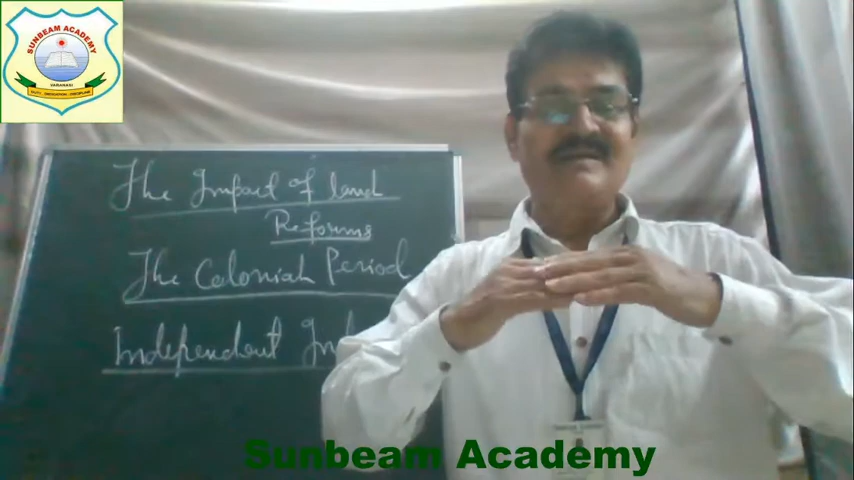 SUNBEAM ACADEMY
VARANASI
The Impact of land
Reforms
The Colonial Period
Independent
Sunbeam Academy